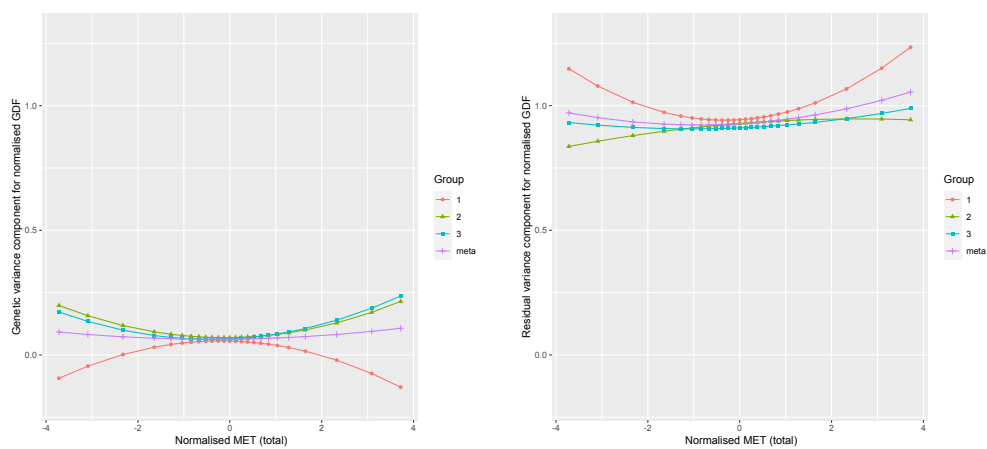 Genetic variance component for normalised GDF
1.0
0.5
0.0
-4
-2
0
2
4
Normalised MET (total)
Group
1
2
3
meta
Residual variance component for normalised GDF
1.0
0.5
0.0
-4
-2
0
2
4
Normalised MET (total)
Group
1
2
3
meta